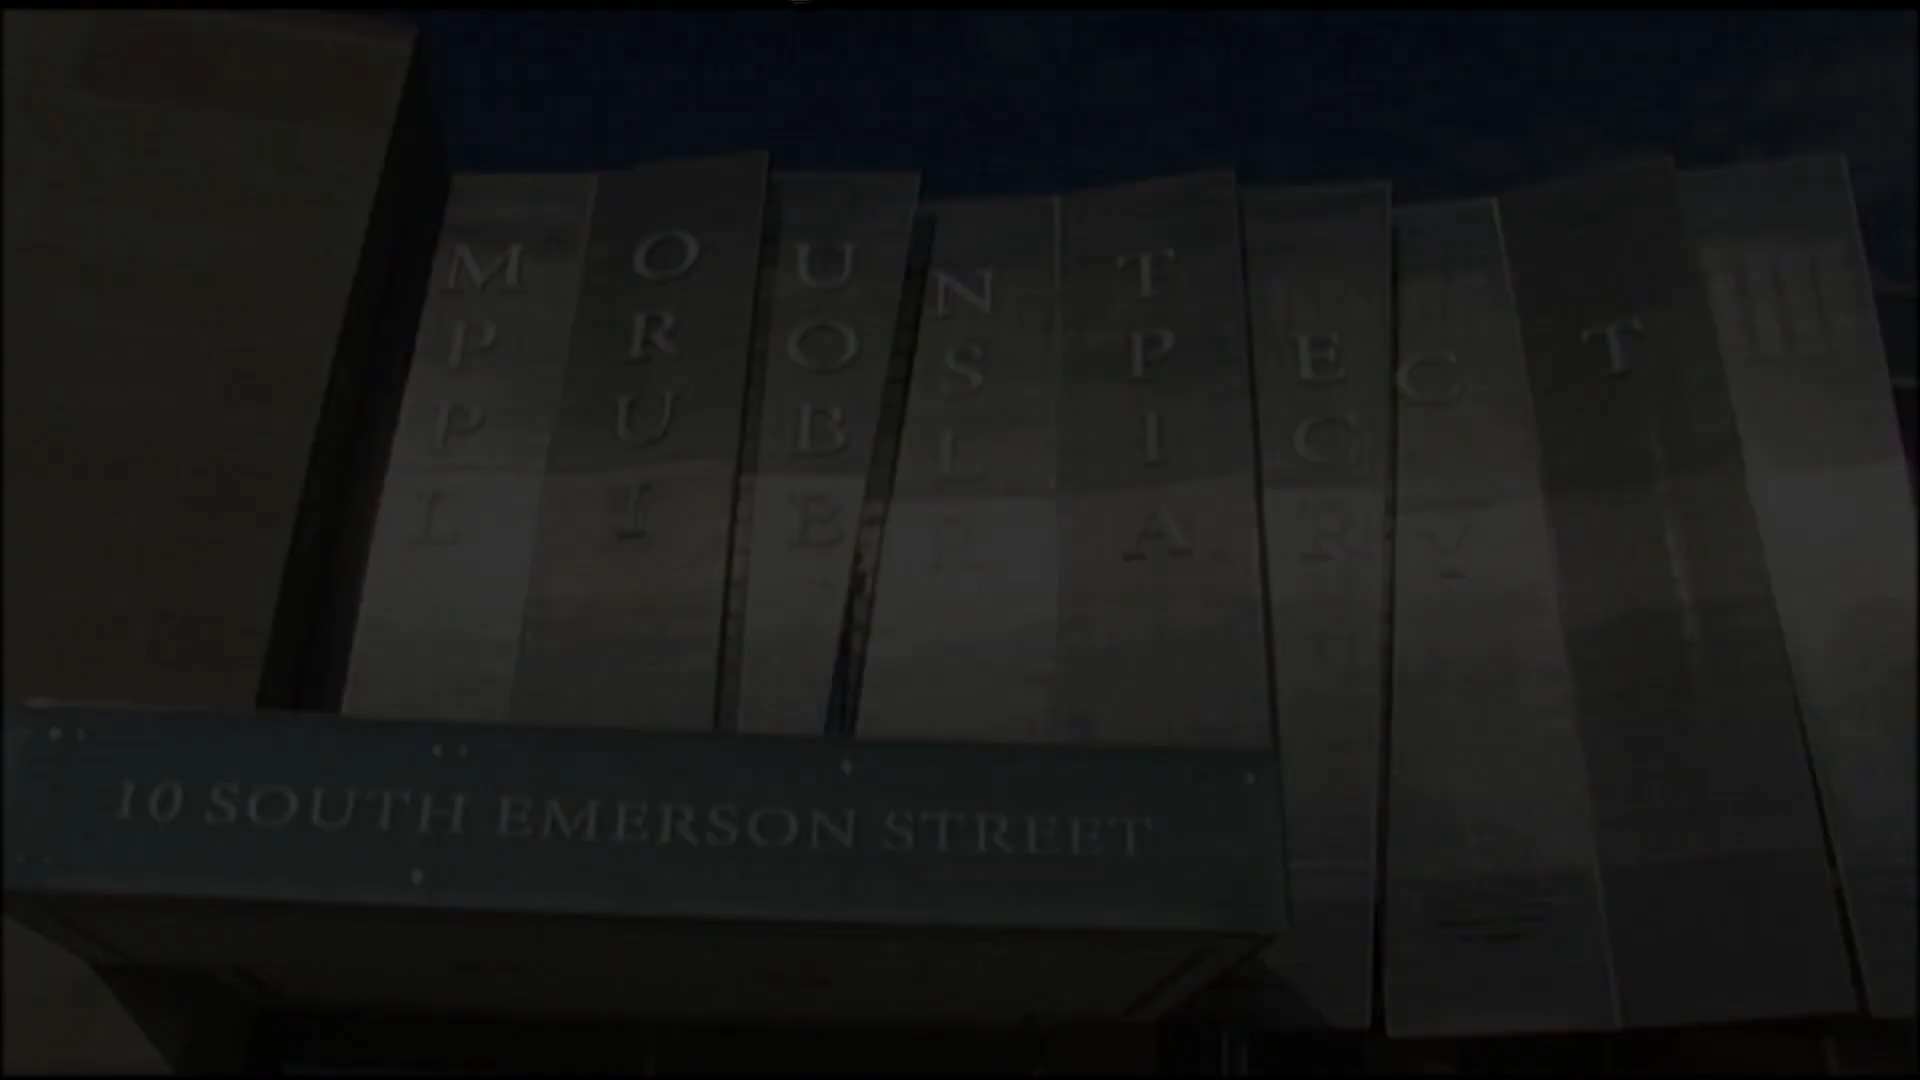 MOUNT
PROSPECT
PUBLIC
LIBRARY
10 SOUTH EMERSON STREET